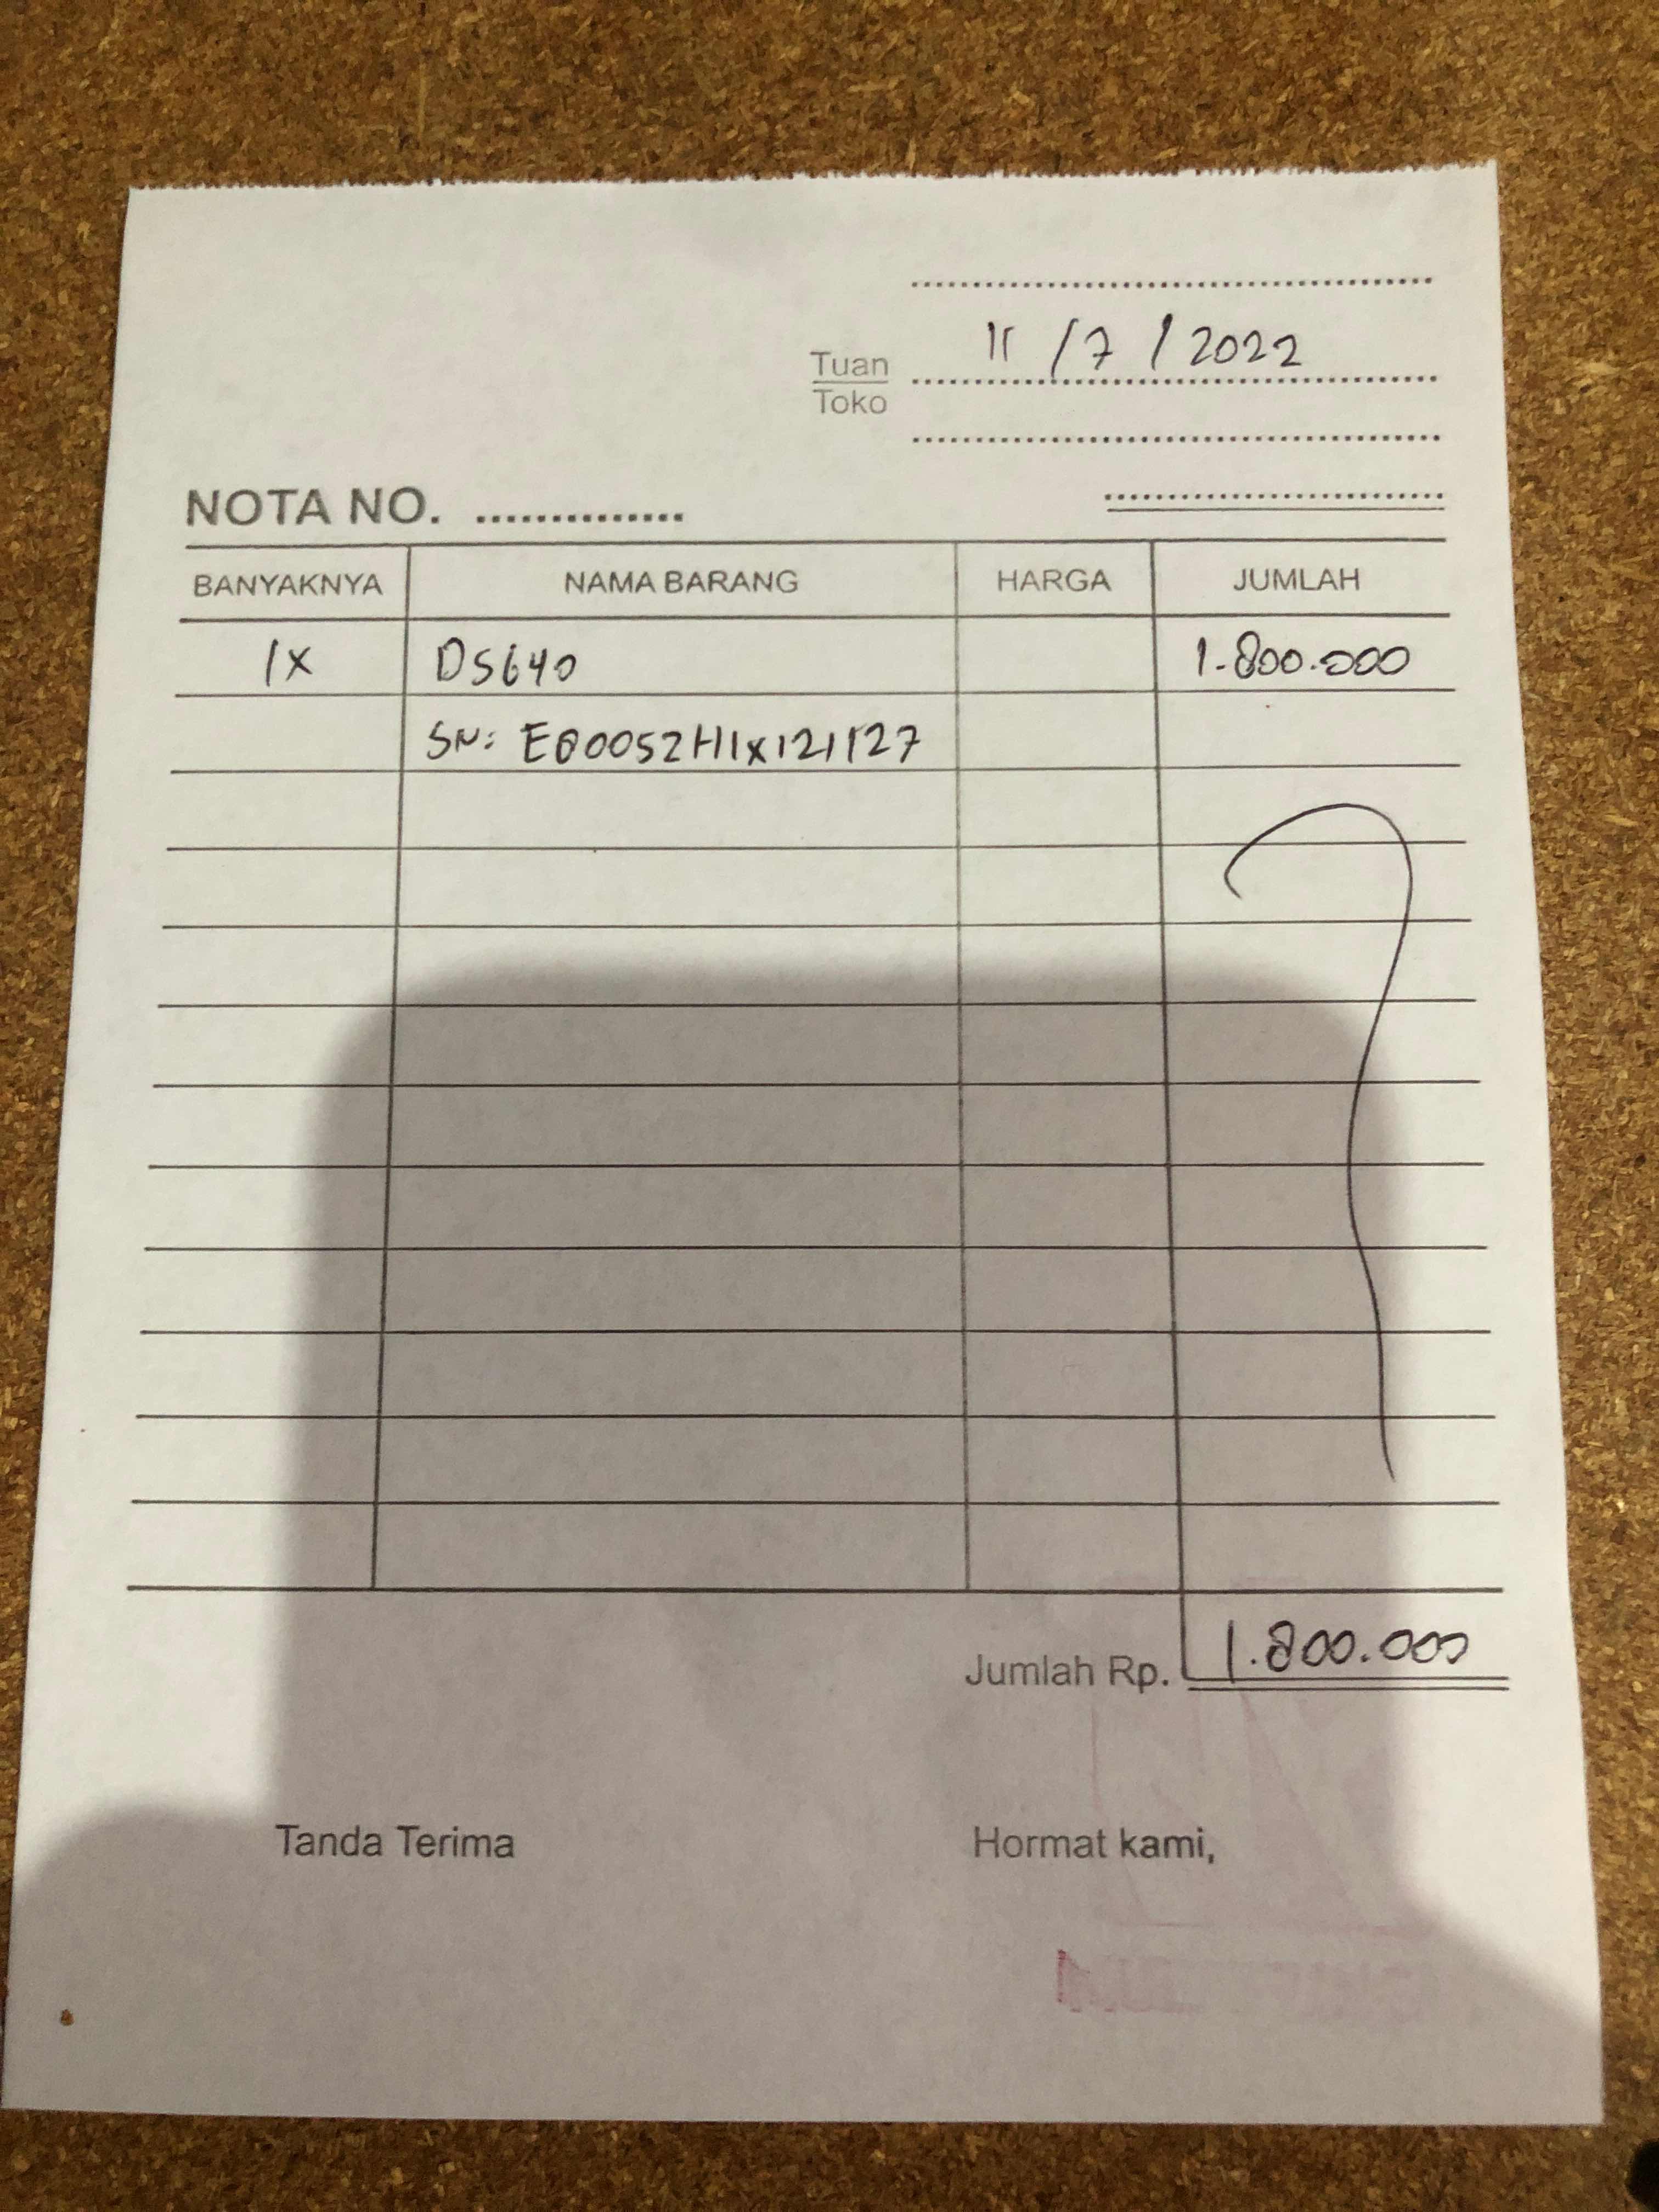 11/7/2022
Tuan
Toko
NOTA NO. ...............
BANYAKNYA NAMA BARANG HARGA JUMLAH
1X DS640 1.800.000
SN: E80052H1X121127
Jumlah Rp. 1.800.000
Tanda Terima Hormat kami,